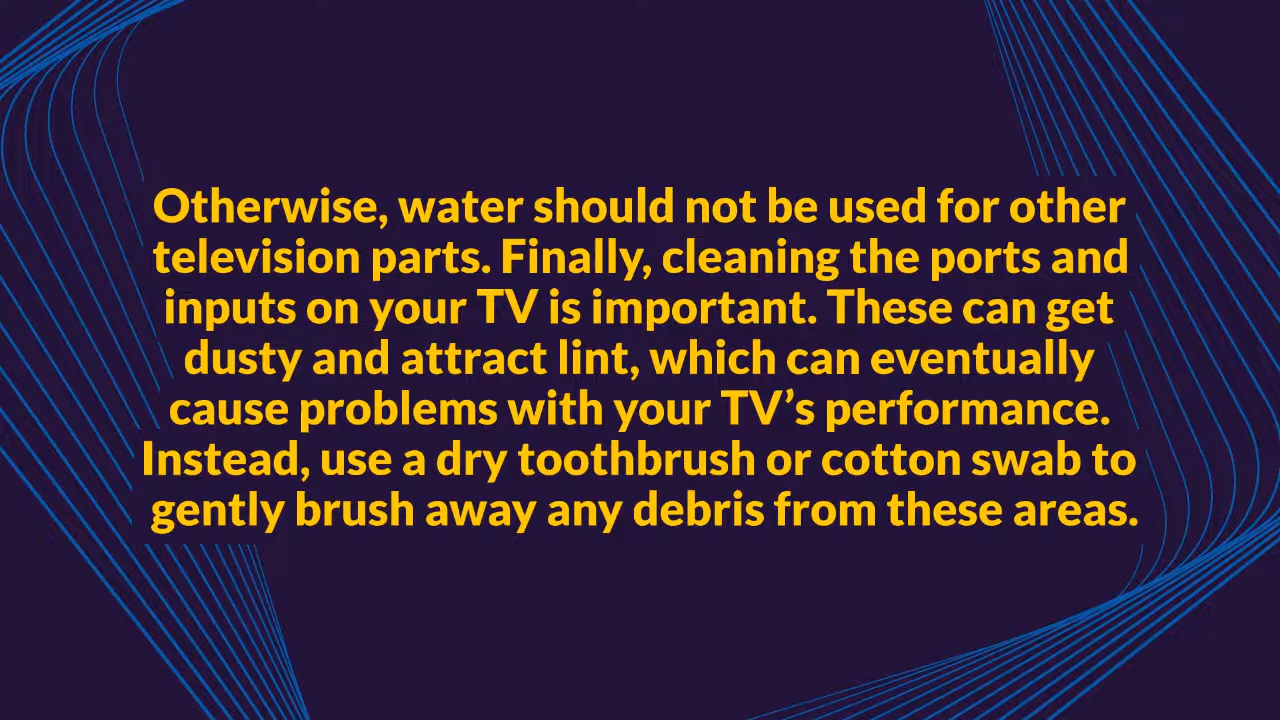 Otherwise, water should not be used for other
television parts. Finally, cleaning the ports and
inputs on your TV is important. These can get
dusty and attract lint, which can eventually
cause problems with your TV’s performance.
Instead, use a dry toothbrush or cotton swab to
gently brush away any debris from these areas.